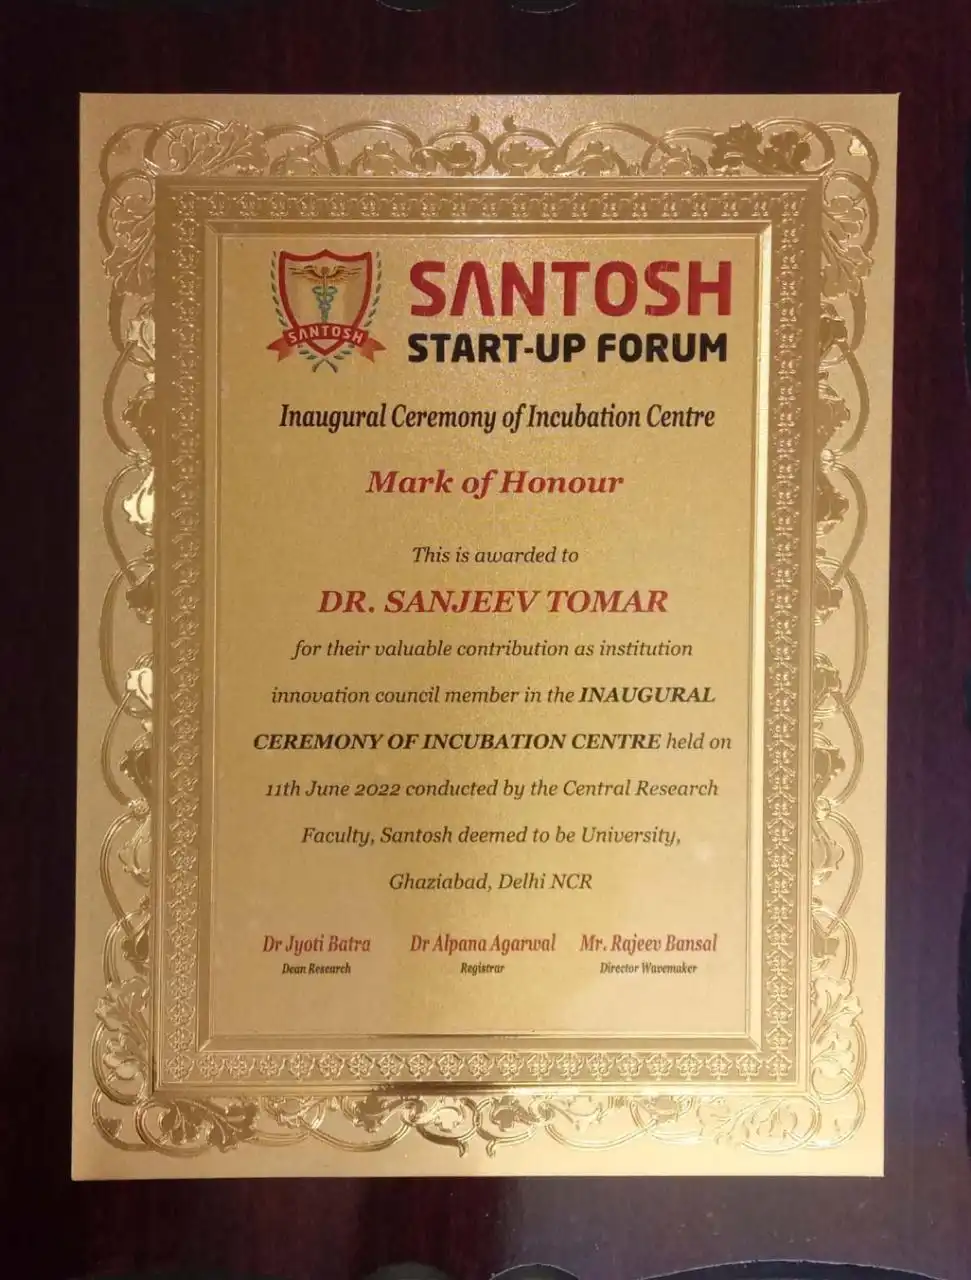 SANTOSH
SANTOSH
START-UP FORUM
Inaugural Ceremony of Incubation Centre
Mark of Honour
This is awarded to
DR. SANJEEV TOMAR
for their valuable contribution as institution
innovation council member in the INAUGURAL
CEREMONY OF INCUBATION CENTRE held on
11th June 2022 conducted by the Central Research
Faculty, Santosh deemed to be University,
Ghaziabad, Delhi NCR
Dr Jyoti Batra Dr Alpana Agarwal Mr. Rajeev Bansal
Dean Research Registrar Director Wavemaker